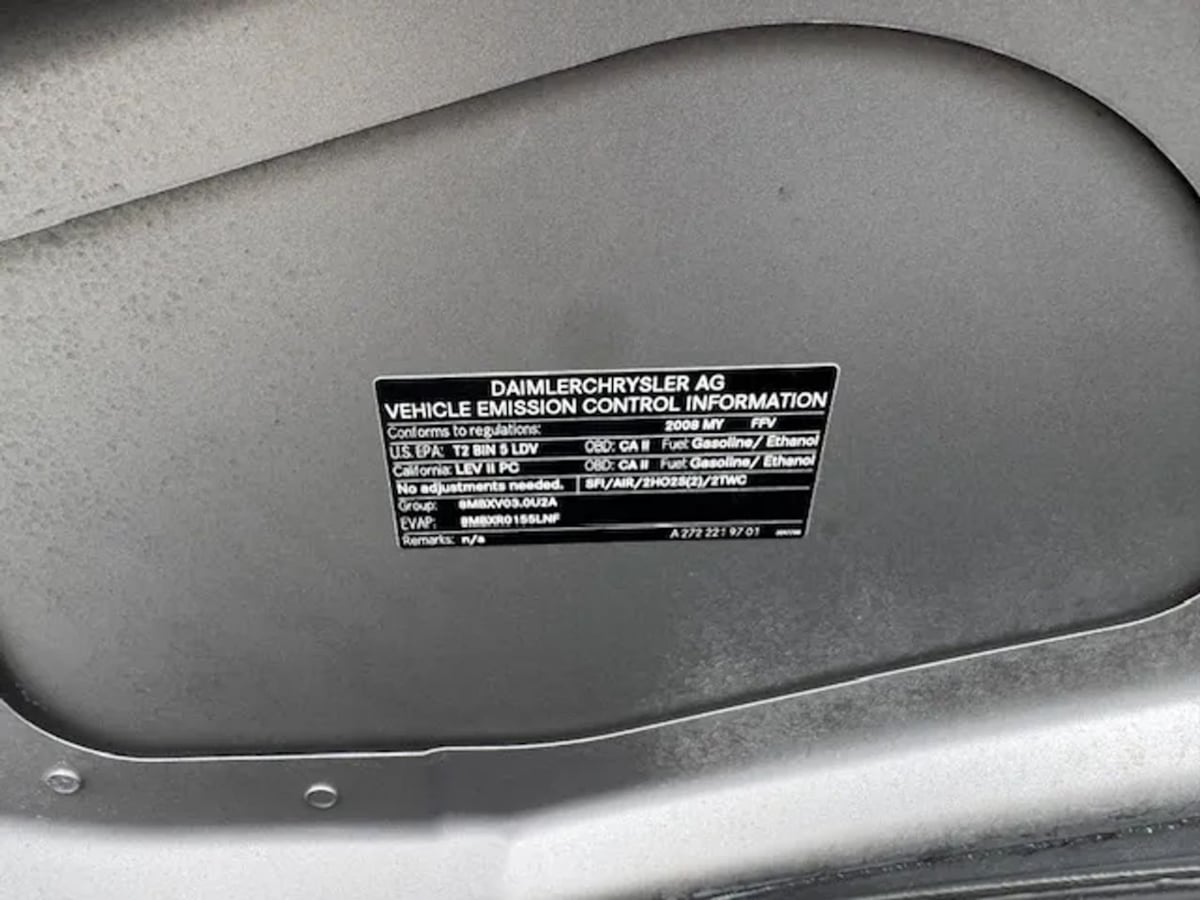 DAIMLERCHRYSLER AG
VEHICLE EMISSION CONTROL INFORMATION
Conforms to regulations: 2008 MY FFV
U.S. EPA: T2 BIN 5 LDV OBD: CA II Fuel: Gasoline/ Ethanol
California: LEV II PC OBD: CA II Fuel: Gasoline/ Ethanol
No adjustments needed. SFI/AIR/2HO2S(2)/2TWC
Group: 8MBXV03.0U2A
EVAP: 8MBXR0155LNF
Remarks: n/a A 272 221 97 01